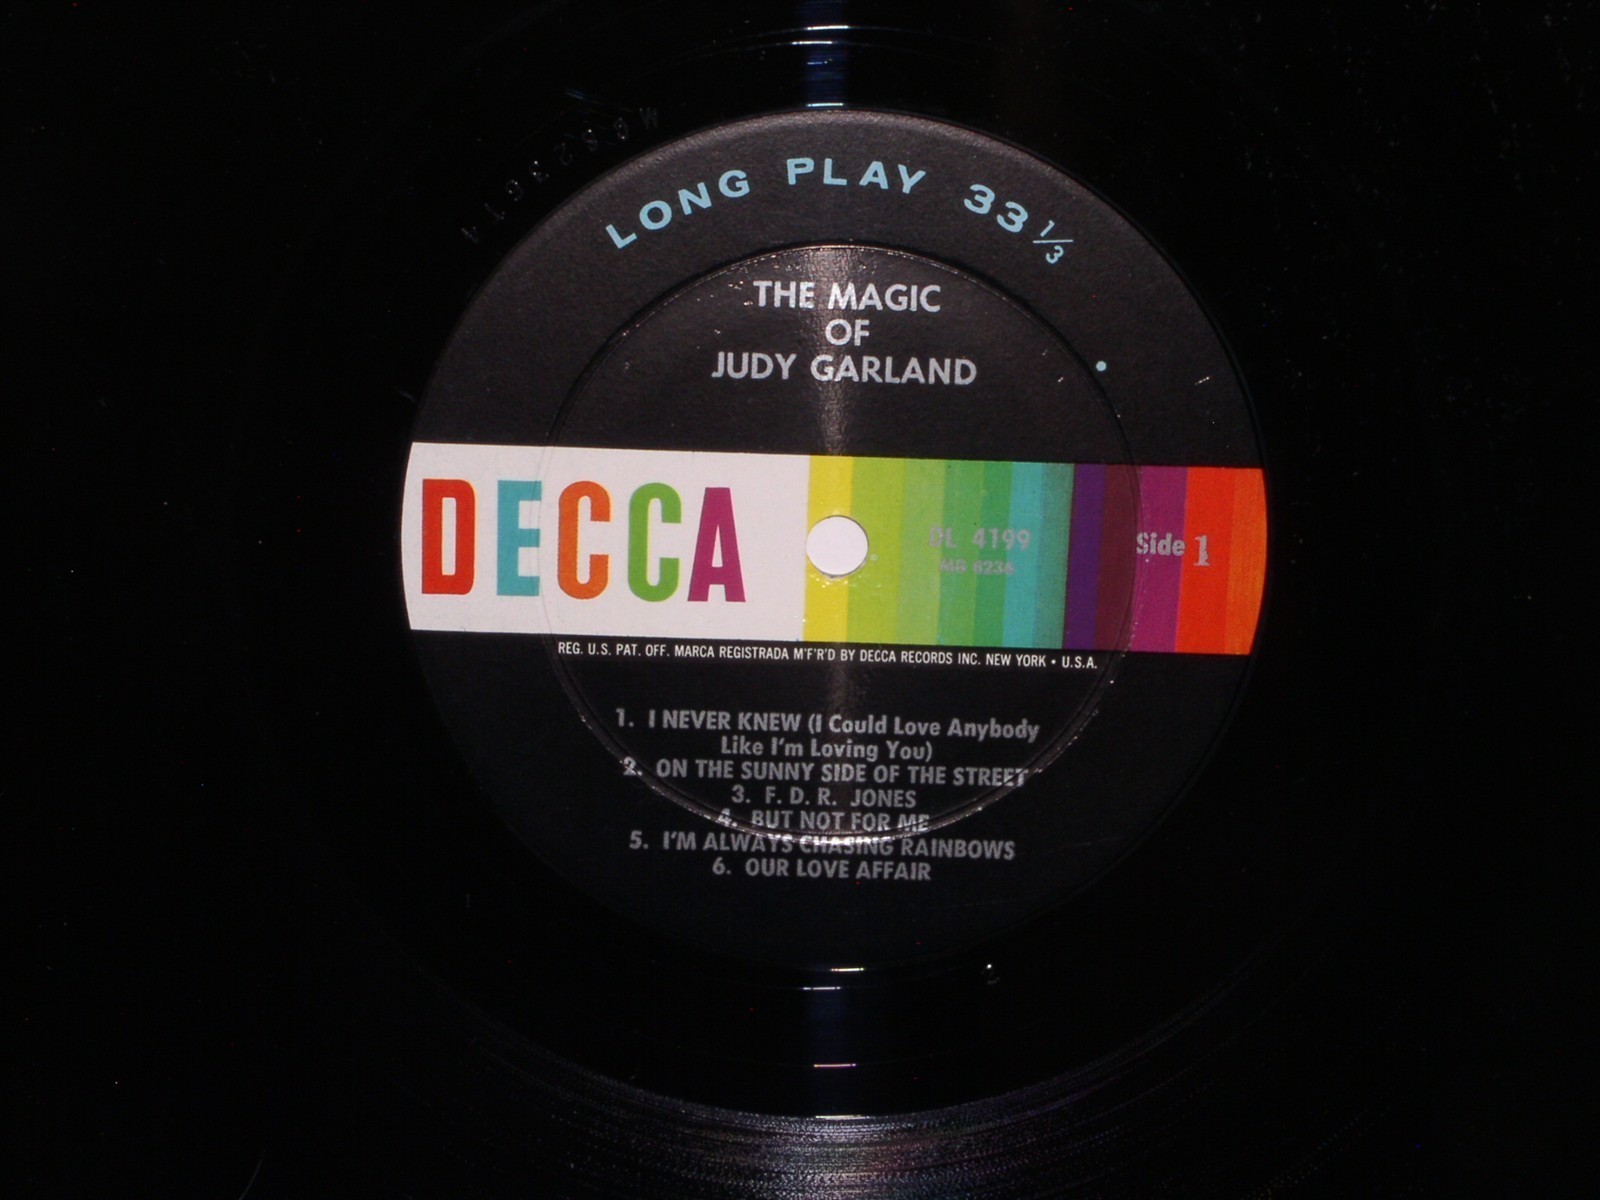 LONG PLAY 33 1/3
THE MAGIC
OF
JUDY GARLAND
DECCA
DL 4199
Side 1
REG. U.S. PAT. OFF. MARCA REGISTRADA M'F'R'D BY DECCA RECORDS INC. NEW YORK • U.S.A.
1. I NEVER KNEW (I Could Love Anybody
Like I'm Loving You)
2. ON THE SUNNY SIDE OF THE STREET
3. F. D. R. JONES
4. BUT NOT FOR ME
5. I'M ALWAYS CHASING RAINBOWS
6. OUR LOVE AFFAIR